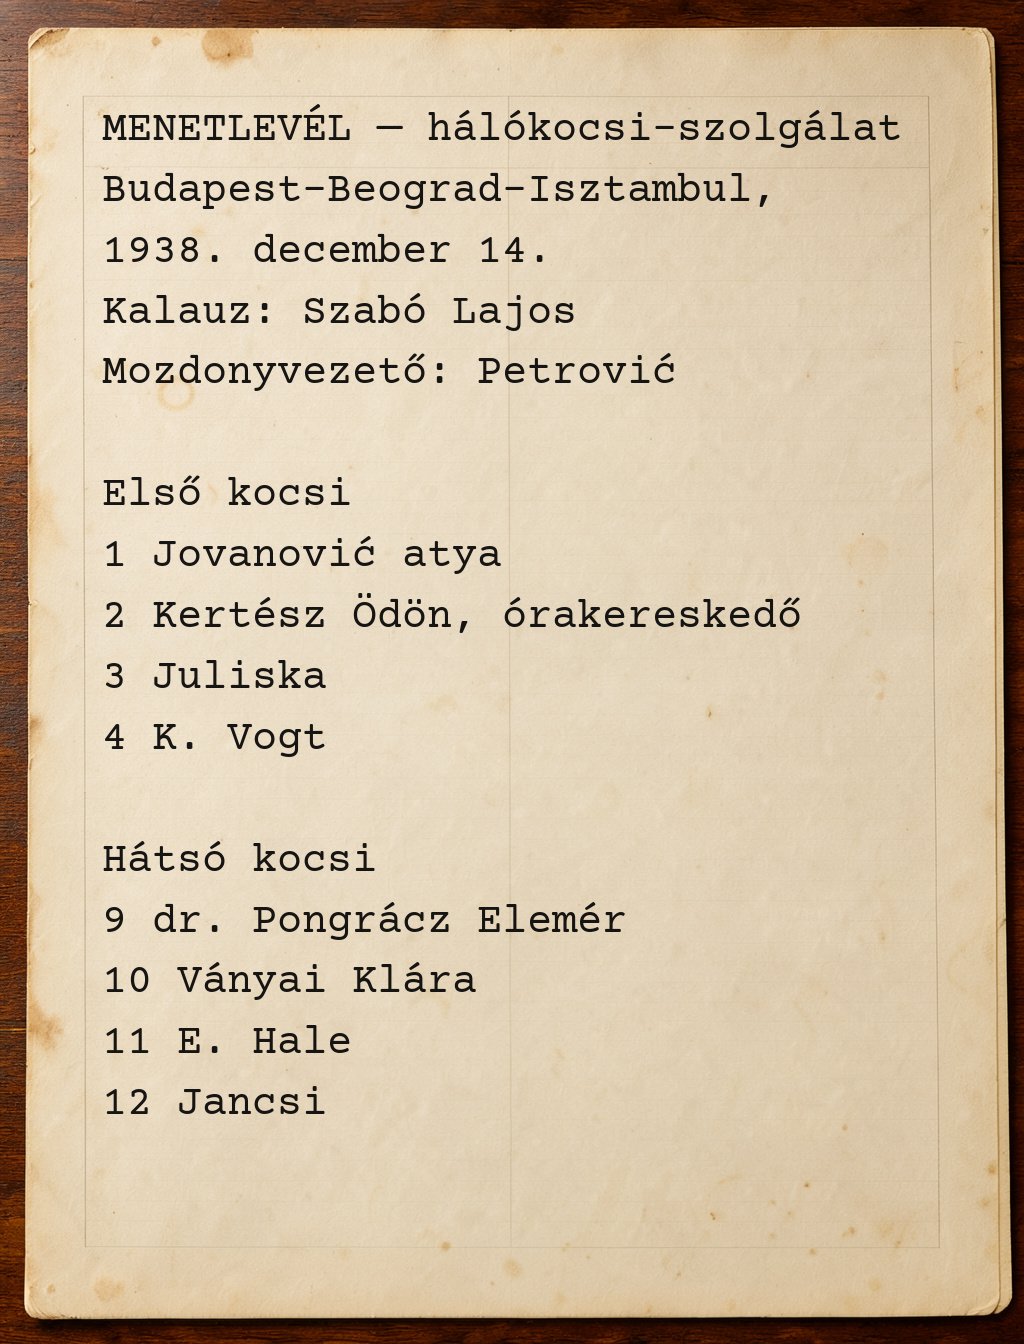 MENETLEVÉL — hálókocsi-szolgálat
Budapest-Beograd-Isztambul,
1938. december 14.
Kalauz: Szabó Lajos
Mozdonyvezető: Petrović
Első kocsi
1 Jovanović atya
2 Kertész Ödön, órakereskedő
3 Juliska
4 K. Vogt
Hátsó kocsi
9 dr. Pongrácz Elemér
10 Ványai Klára
11 E. Hale
12 Jancsi